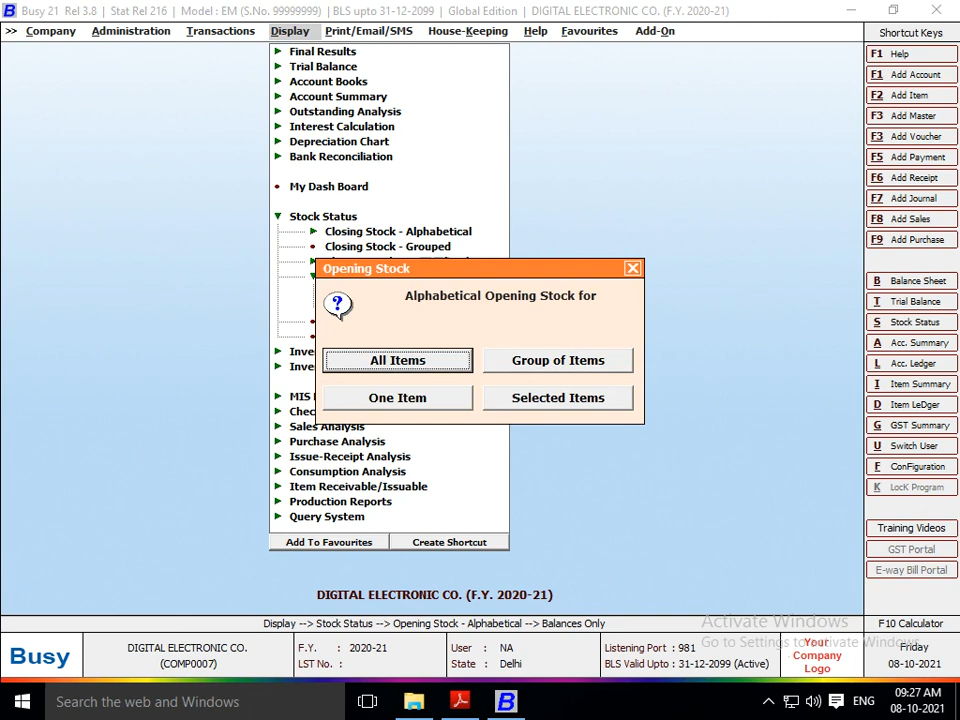 Busy 21 Rel 3.8 | Stat Rel 216 | Model : EM (S.No. 99999999) | BLS upto 31-12-2099 | Global Edition | DIGITAL ELECTRONIC CO. (F.Y. 2020-21)
>> Company Administration Transactions Display Print/Email/SMS House-Keeping Help Favourites Add-On
Final Results
Trial Balance
Account Books
Account Summary
Outstanding Analysis
Interest Calculation
Depreciation Chart
Bank Reconciliation
My Dash Board
Stock Status
Closing Stock - Alphabetical
Closing Stock - Grouped
Opening Stock
Alphabetical Opening Stock for
All Items Group of Items
One Item Selected Items
Sales Analysis
Purchase Analysis
Issue-Receipt Analysis
Consumption Analysis
Item Receivable/Issuable
Production Reports
Query System
Add To Favourites Create Shortcut
DIGITAL ELECTRONIC CO. (F.Y. 2020-21)
Display --> Stock Status --> Opening Stock - Alphabetical --> Balances Only
Shortcut Keys
F1 Help
F1 Add Account
F2 Add Item
F3 Add Master
F3 Add Voucher
F5 Add Payment
F6 Add Receipt
F7 Add Journal
F8 Add Sales
F9 Add Purchase
B Balance Sheet
T Trial Balance
S Stock Status
A Acc. Summary
L Acc. Ledger
I Item Summary
D Item LeDger
G GST Summary
U Switch User
F ConFiguration
K LocK Program
Training Videos
GST Portal
E-way Bill Portal
F10 Calculator
Activate Windows
Go to Settings to activate Windows.
Busy
DIGITAL ELECTRONIC CO.
(COMP0007)
F.Y. : 2020-21
LST No. :
User : NA
State : Delhi
Listening Port : 981
BLS Valid Upto : 31-12-2099 (Active)
Your
Company
Logo
Friday
08-10-2021
Search the web and Windows
ENG
09:27 AM
08-10-2021